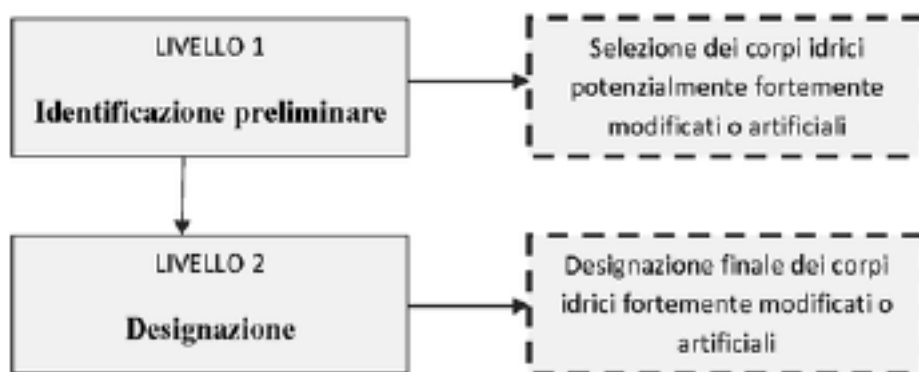 LIVELLO 1
Identificazione preliminare
Selezione dei corpi idrici
potenzialmente fortemente
modificati o artificiali
LIVELLO 2
Designazione
Designazione finale dei corpi
idrici fortemente modificati o
artificiali